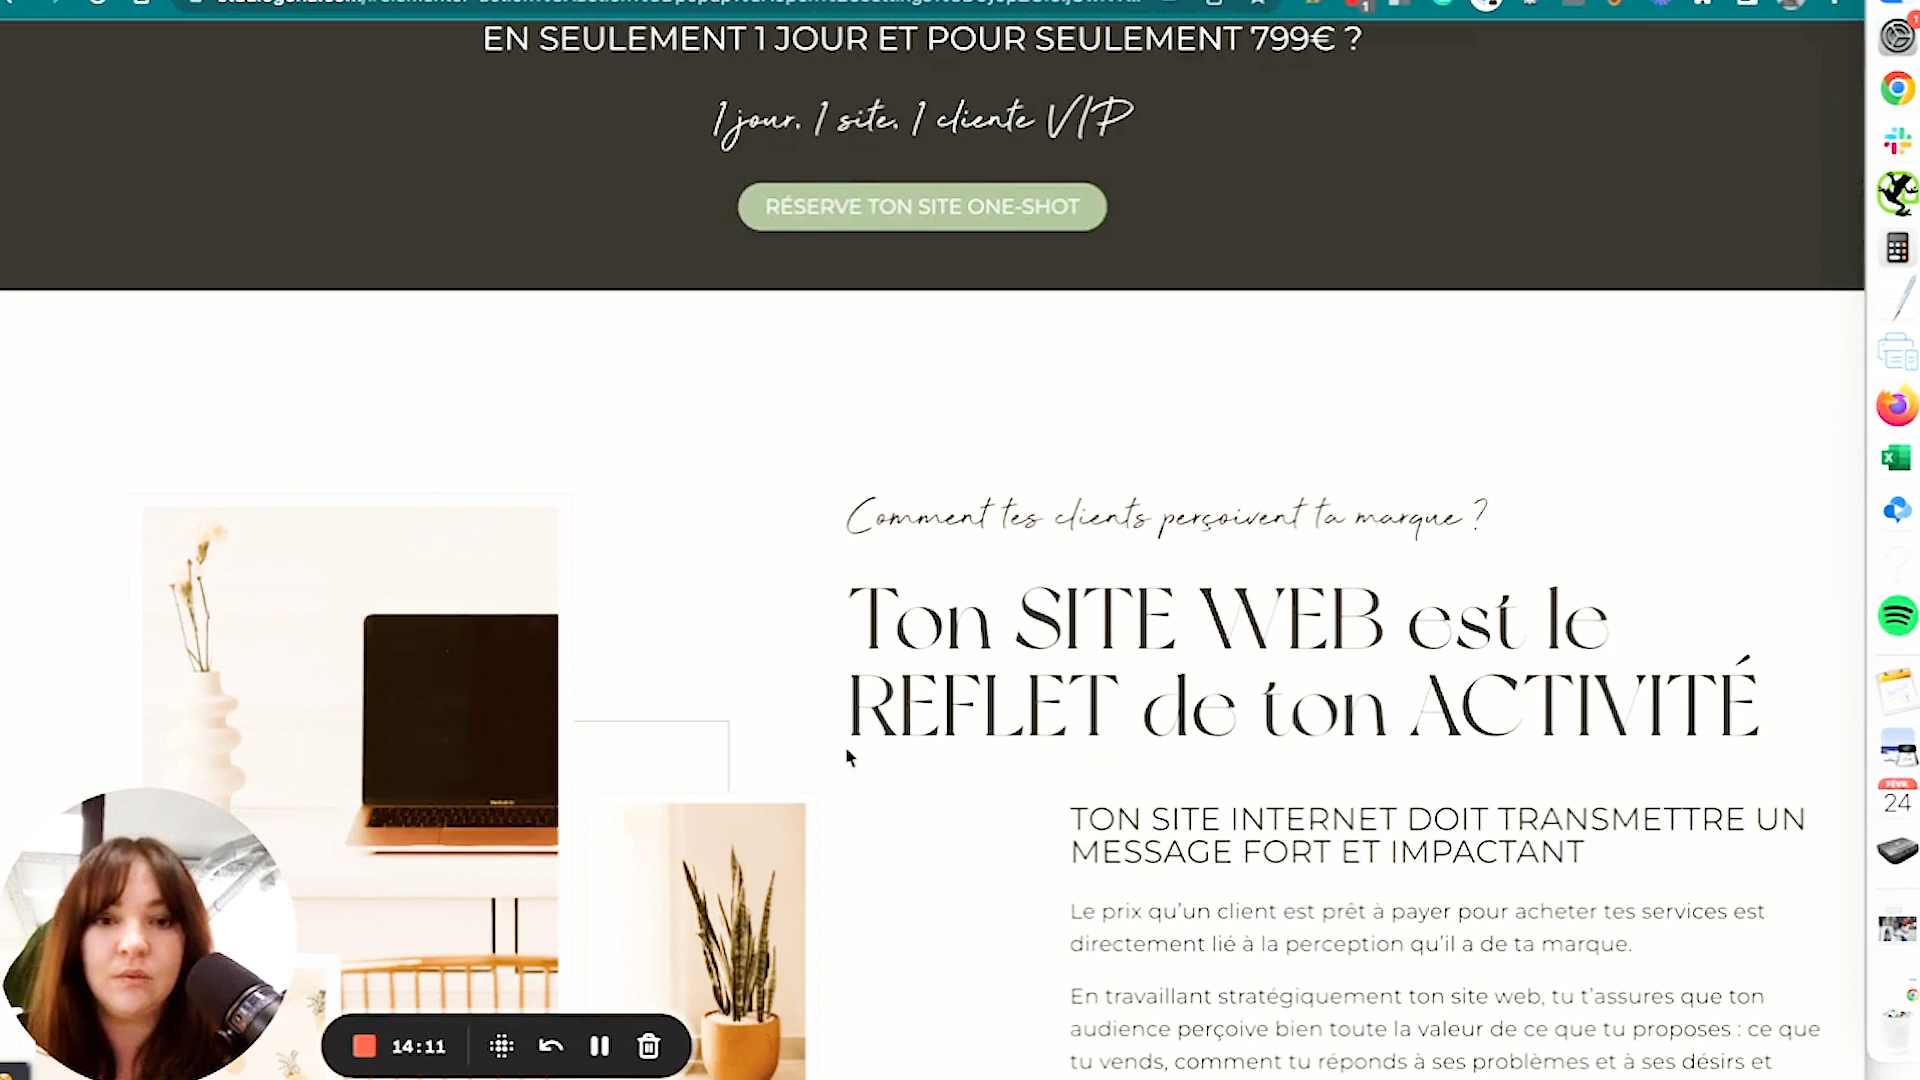 EN SEULEMENT 1 JOUR ET POUR SEULEMENT 799€ ?
1 jour, 1 site, 1 cliente VIP
RÉSERVE TON SITE ONE-SHOT
Comment tes clients perçoivent ta marque ?
Ton SITE WEB est le
REFLET de ton ACTIVITÉ
TON SITE INTERNET DOIT TRANSMETTRE UN
MESSAGE FORT ET IMPACTANT
Le prix qu'un client est prêt à payer pour acheter tes services est
directement lié à la perception qu'il a de ta marque.
En travaillant stratégiquement ton site web, tu t'assures que ton
audience perçoive bien toute la valeur de ce que tu proposes : ce que
tu vends, comment tu réponds à ses problèmes et à ses désirs et
14:11
FÉVR.
24